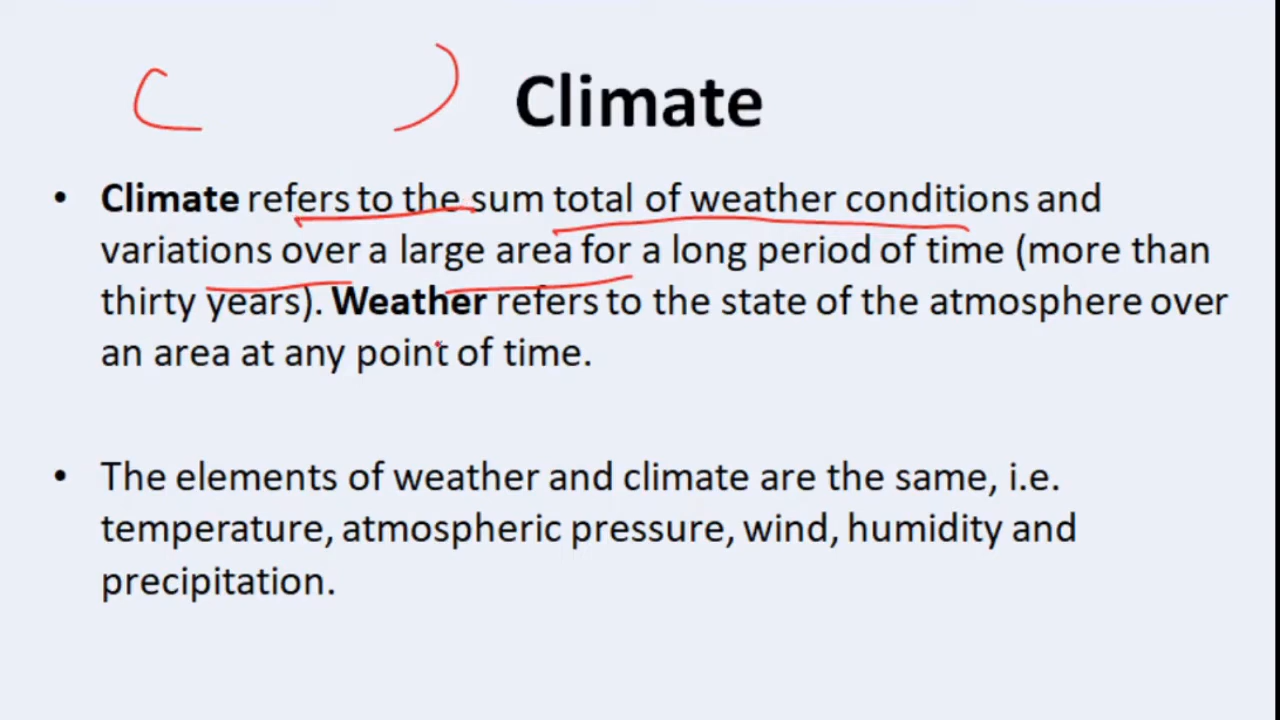 Climate
• Climate refers to the sum total of weather conditions and
variations over a large area for a long period of time (more than
thirty years). Weather refers to the state of the atmosphere over
an area at any point of time.
• The elements of weather and climate are the same, i.e.
temperature, atmospheric pressure, wind, humidity and
precipitation.